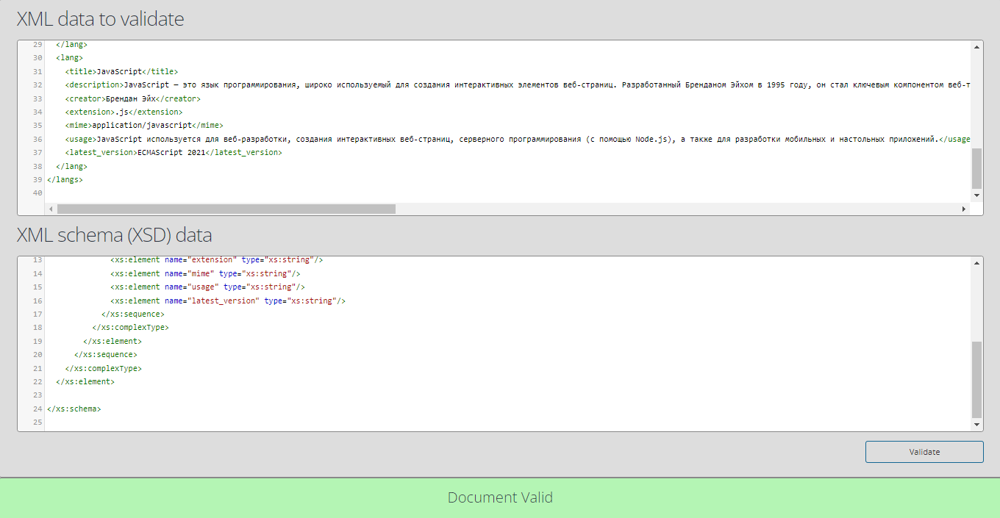 XML data to validate
29 </lang>
30 <lang>
31 <title>JavaScript</title>
32 <description>JavaScript — это язык программирования, широко используемый для создания интерактивных элементов веб-страниц. Разработанный Бренданом Эйхом в 1995 году, он стал ключевым компонентом веб-т
33 <creator>Брендан Эйх</creator>
34 <extension>.js</extension>
35 <mime>application/javascript</mime>
36 <usage>JavaScript используется для веб-разработки, создания интерактивных веб-страниц, серверного программирования (с помощью Node.js), а также для разработки мобильных и настольных приложений.</usage
37 <latest_version>ECMAScript 2021</latest_version>
38 </lang>
39 </langs>
40
XML schema (XSD) data
13 <xs:element name="extension" type="xs:string"/>
14 <xs:element name="mime" type="xs:string"/>
15 <xs:element name="usage" type="xs:string"/>
16 <xs:element name="latest_version" type="xs:string"/>
17 </xs:sequence>
18 </xs:complexType>
19 </xs:element>
20 </xs:sequence>
21 </xs:complexType>
22 </xs:element>
23
24 </xs:schema>
25
Validate
Document Valid